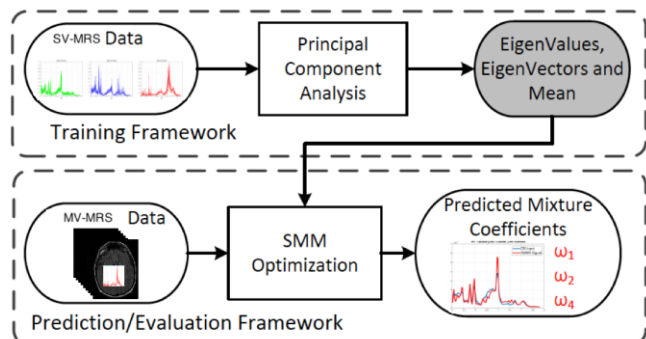 SV-MRS Data
Principal
Component
Analysis
EigenValues,
EigenVectors and
Mean
Training Framework
MV-MRS Data
SMM
Optimization
Predicted Mixture
Coefficients
ω1
ω2
ω4
Prediction/Evaluation Framework